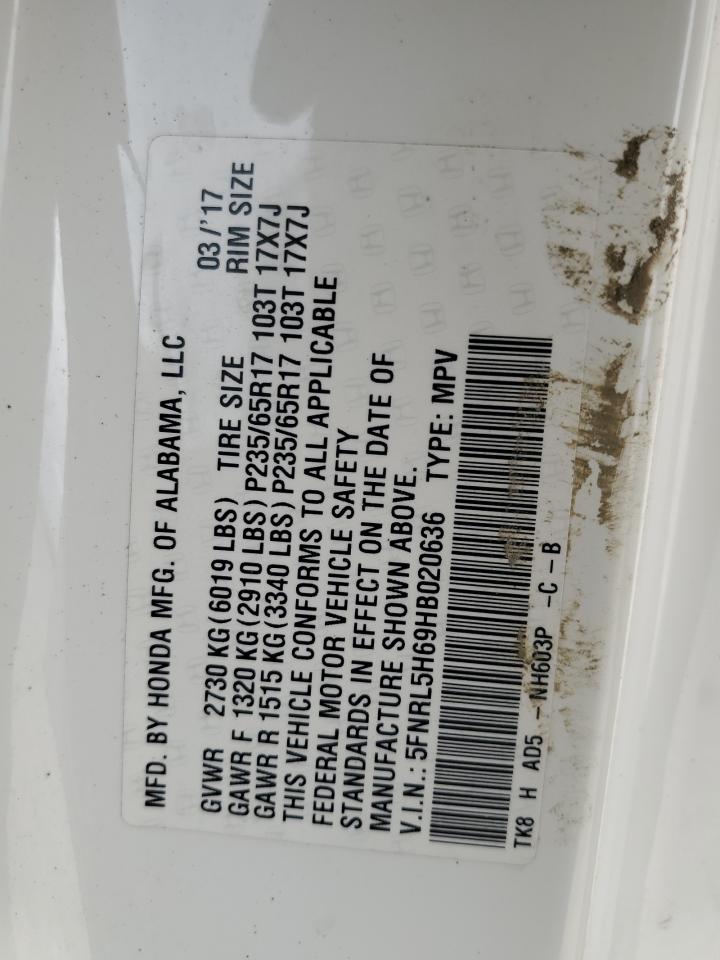 MFD. BY HONDA MFG. OF ALABAMA, LLC 03/'17
GVWR 2730 KG(6019 LBS) TIRE SIZE RIM SIZE
GAWR F 1320 KG(2910 LBS) P235/65R17 103T 17X7J
GAWR R 1515 KG(3340 LBS) P235/65R17 103T 17X7J
THIS VEHICLE CONFORMS TO ALL APPLICABLE
FEDERAL MOTOR VEHICLE SAFETY
STANDARDS IN EFFECT ON THE DATE OF
MANUFACTURE SHOWN ABOVE.
V.I.N.: 5FNRL5H69HB020636 TYPE: MPV
TK8 H AD5 -NH603P -C-B